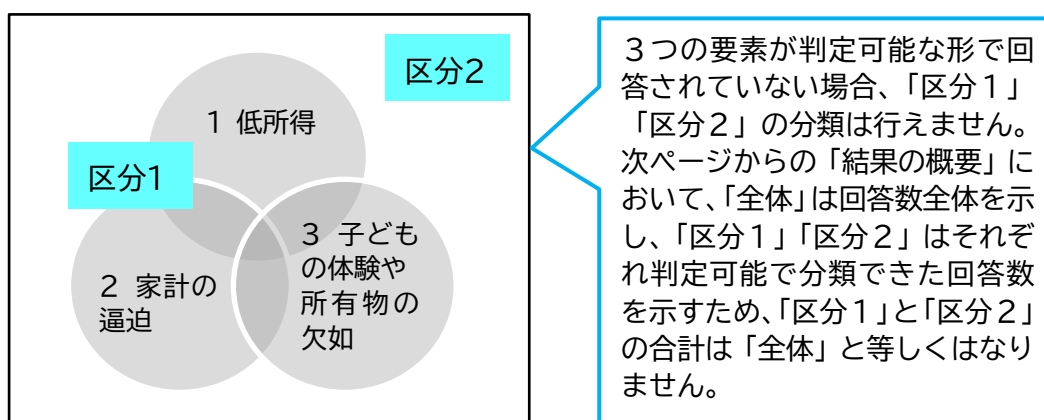 区分2
1 低所得
区分1
2 家計の
逼迫
3 子ども
の体験や
所有物の
欠如
3つの要素が判定可能な形で回
答されていない場合、「区分1」
「区分2」の分類は行えません。
次ページからの「結果の概要」に
おいて、「全体」は回答数全体を示
し、「区分1」「区分2」はそれぞ
れ判定可能で分類できた回答数
を示すため、「区分1」と「区分2」
の合計は「全体」と等しくはなり
ません。